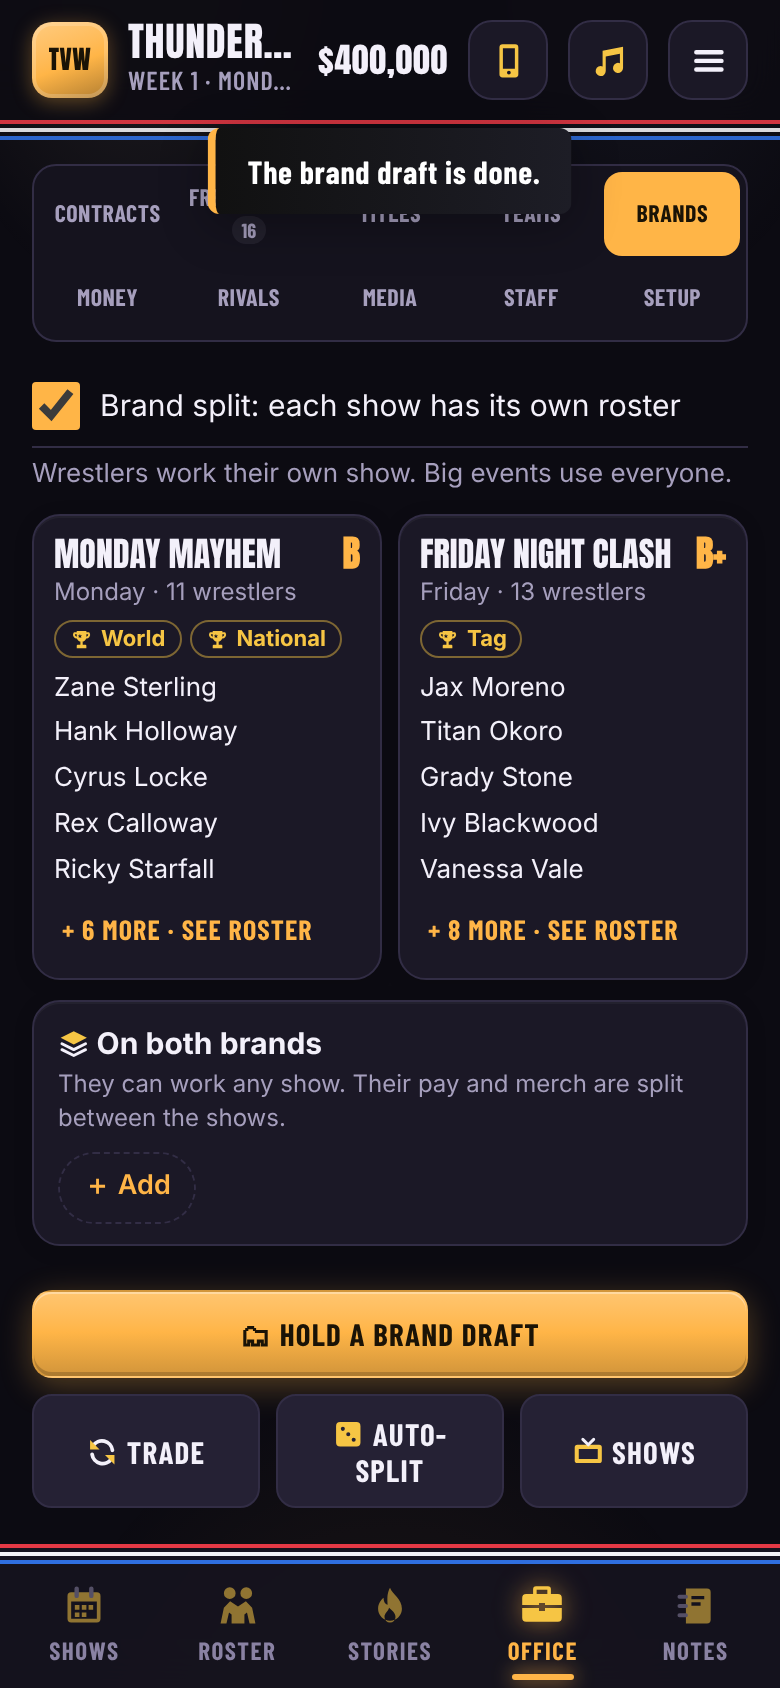 TVW
THUNDER...
WEEK 1 · MOND...
$400,000
The brand draft is done.
CONTRACTS
FR
16
TITLES
TEAMS
BRANDS
MONEY
RIVALS
MEDIA
STAFF
SETUP
Brand split: each show has its own roster
Wrestlers work their own show. Big events use everyone.
MONDAY MAYHEM B
Monday · 11 wrestlers
World National
Zane Sterling
Hank Holloway
Cyrus Locke
Rex Calloway
Ricky Starfall
+ 6 MORE · SEE ROSTER
FRIDAY NIGHT CLASH B+
Friday · 13 wrestlers
Tag
Jax Moreno
Titan Okoro
Grady Stone
Ivy Blackwood
Vanessa Vale
+ 8 MORE · SEE ROSTER
On both brands
They can work any show. Their pay and merch are split
between the shows.
+ Add
HOLD A BRAND DRAFT
TRADE
AUTO-
SPLIT
SHOWS
SHOWS
ROSTER
STORIES
OFFICE
NOTES